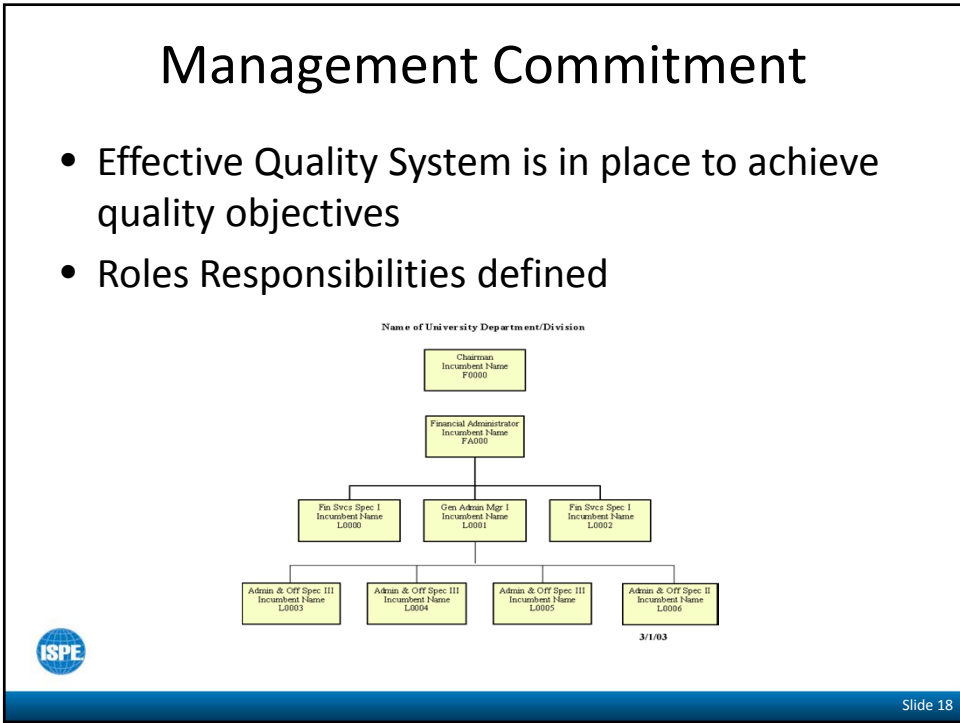 Management Commitment
• Effective Quality System is in place to achieve
quality objectives
• Roles Responsibilities defined
Name of University Department/Division
Chairman
Incumbent Name
F0000
Financial Administrator
Incumbent Name
FA000
Fin Svcs Spec I
Incumbent Name
L0000
Gen Admin Mgr I
Incumbent Name
L0001
Fin Svcs Spec I
Incumbent Name
L0002
Admin & Off Spec III
Incumbent Name
L0003
Admin & Off Spec III
Incumbent Name
L0004
Admin & Off Spec III
Incumbent Name
L0005
Admin & Off Spec II
Incumbent Name
L0006
3/1/03
ISPE
Slide 18